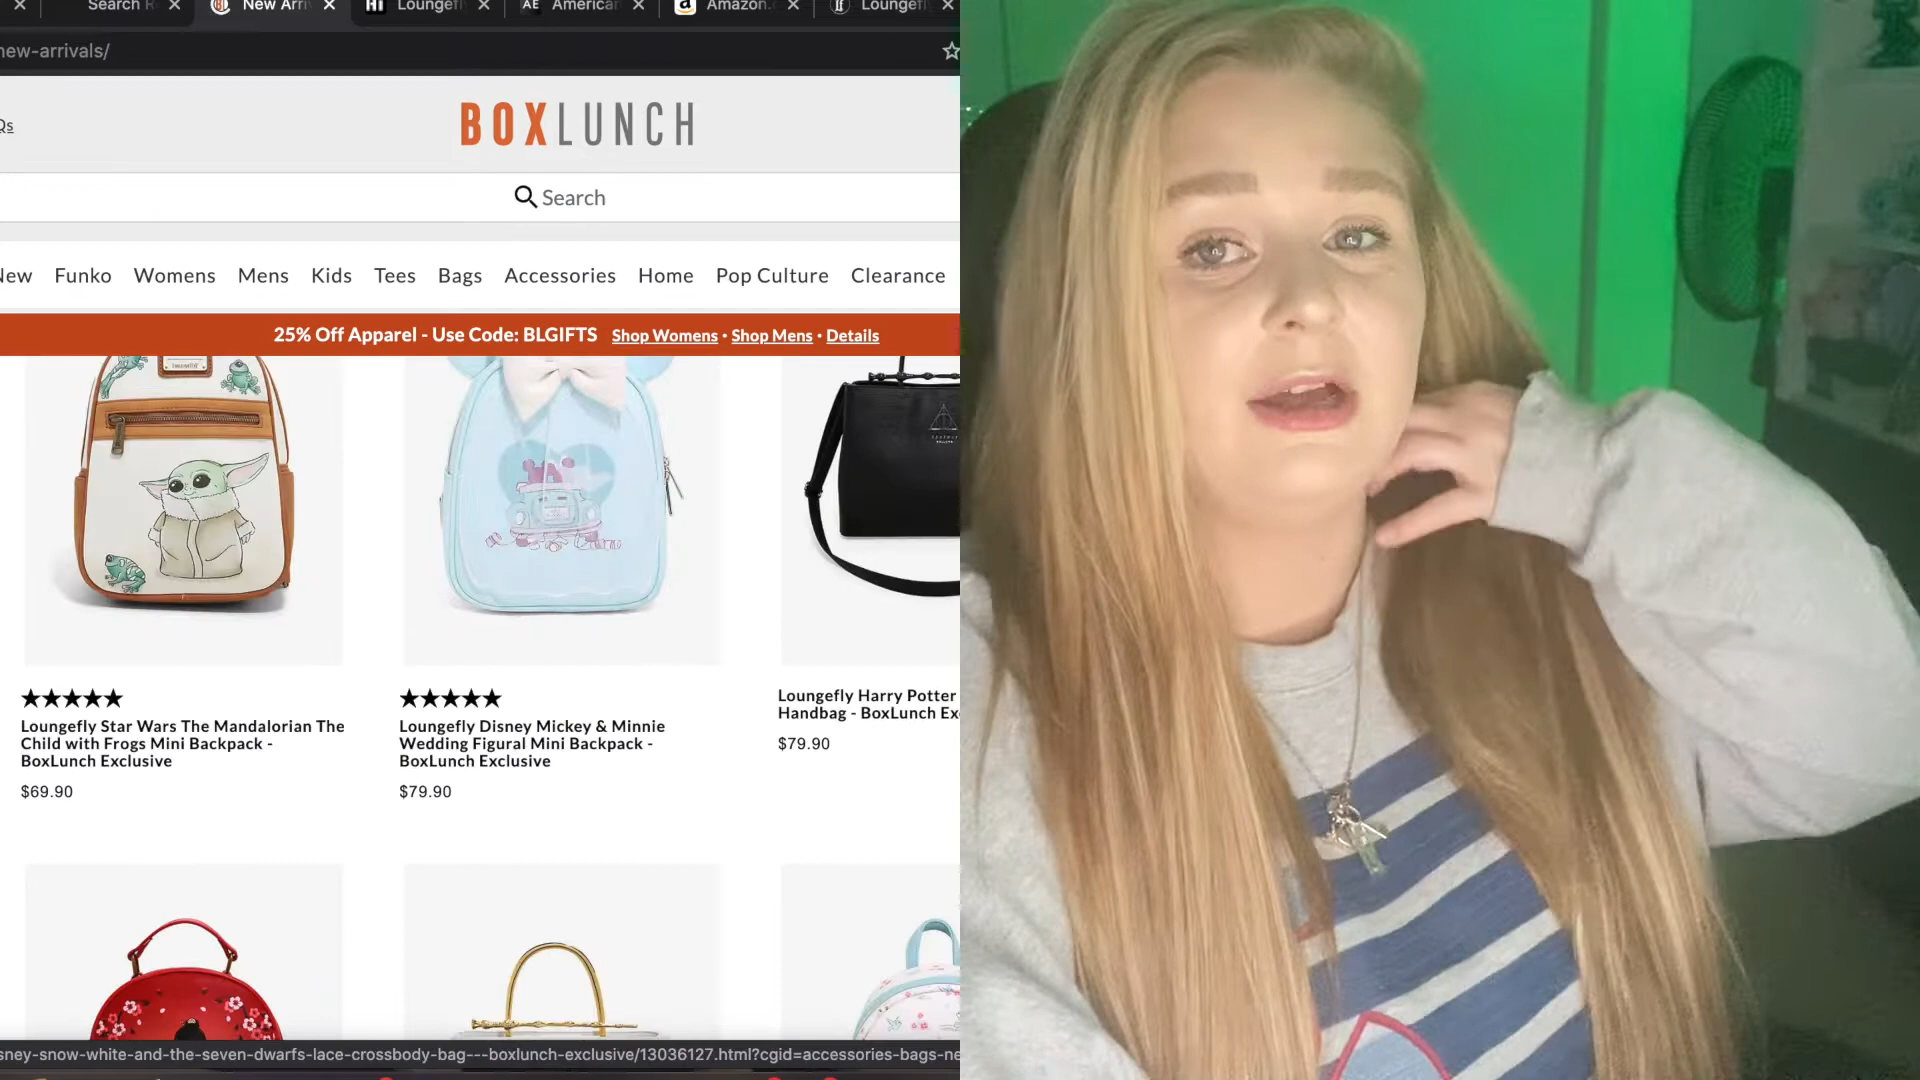 Search R
New Arri
Loungefl
American
Amazon.
Loungefl
new-arrivals/
Qs
BOXLUNCH
Search
New Funko Womens Mens Kids Tees Bags Accessories Home Pop Culture Clearance
25% Off Apparel - Use Code: BLGIFTS Shop Womens • Shop Mens • Details
Loungefly Star Wars The Mandalorian The
Child with Frogs Mini Backpack -
BoxLunch Exclusive
$69.90
Loungefly Disney Mickey & Minnie
Wedding Figural Mini Backpack -
BoxLunch Exclusive
$79.90
Loungefly Harry Potter
Handbag - BoxLunch Ex
$79.90
sney-snow-white-and-the-seven-dwarfs-lace-crossbody-bag---boxlunch-exclusive/13036127.html?cgid=accessories-bags-ne